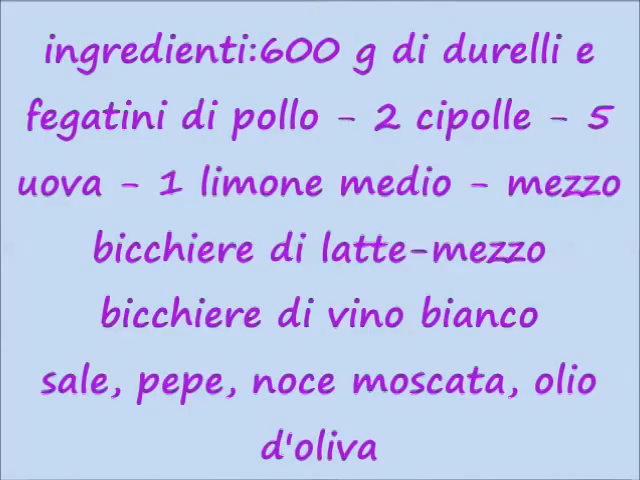 ingredienti:600 g di durelli e
fegatini di pollo - 2 cipolle - 5
uova - 1 limone medio - mezzo
bicchiere di latte-mezzo
bicchiere di vino bianco
sale, pepe, noce moscata, olio
d'oliva